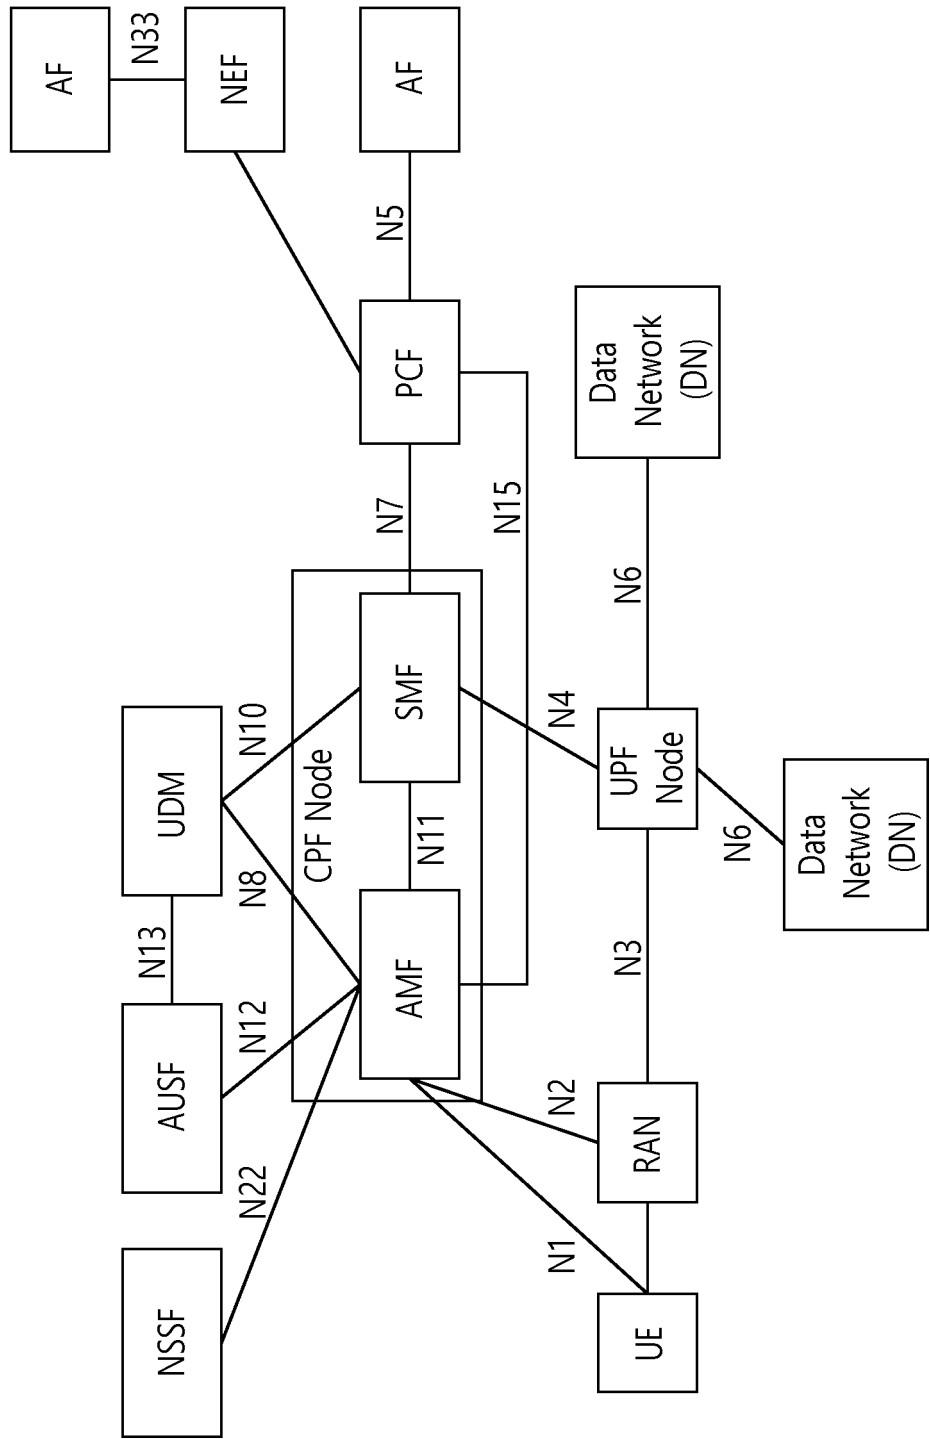 AF
N33
NEF
AF
N5
PCF
N7
N15
Data
Network
(DN)
N6
UDM
N10
N8
N13
AUSF
N12
N22
NSSF
CPF Node
SMF
N11
AMF
N4
UPF
Node
N6
Data
Network
(DN)
N3
N2
RAN
N1
UE